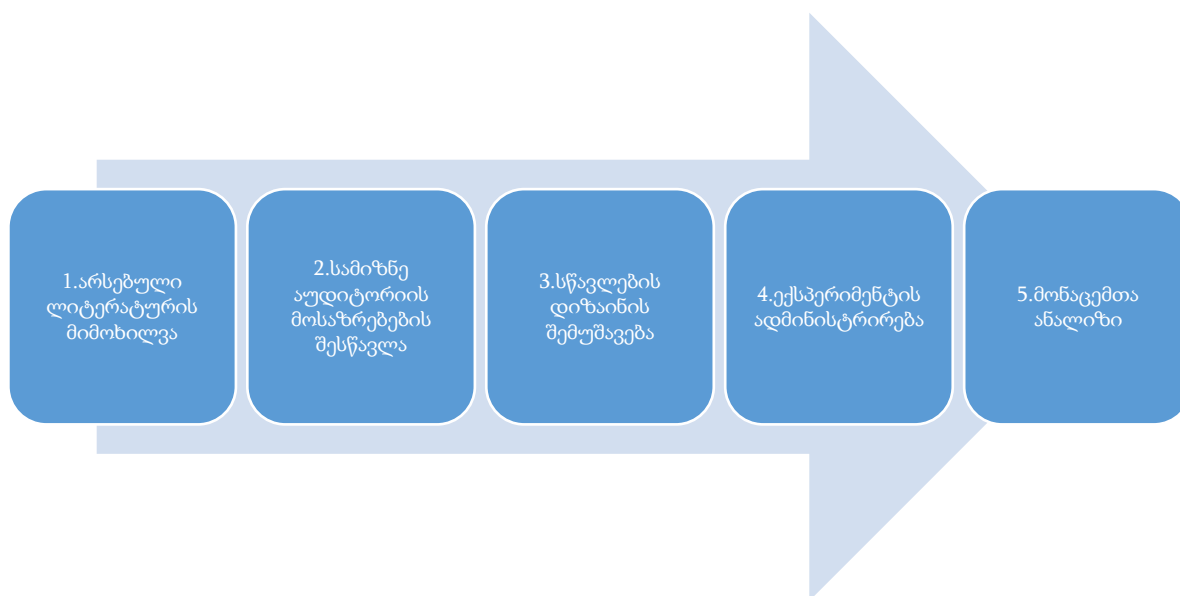 1.არსებული
ლიტერატურის
მიმოხილვა
2.სამიზნე
აუდიტორიის
მოსაზრებების
შესწავლა
3.სწავლების
დიზაინის
შემუშავება
4.ექსპერიმენტის
ადმინისტრირება
5.მონაცემთა
ანალიზი